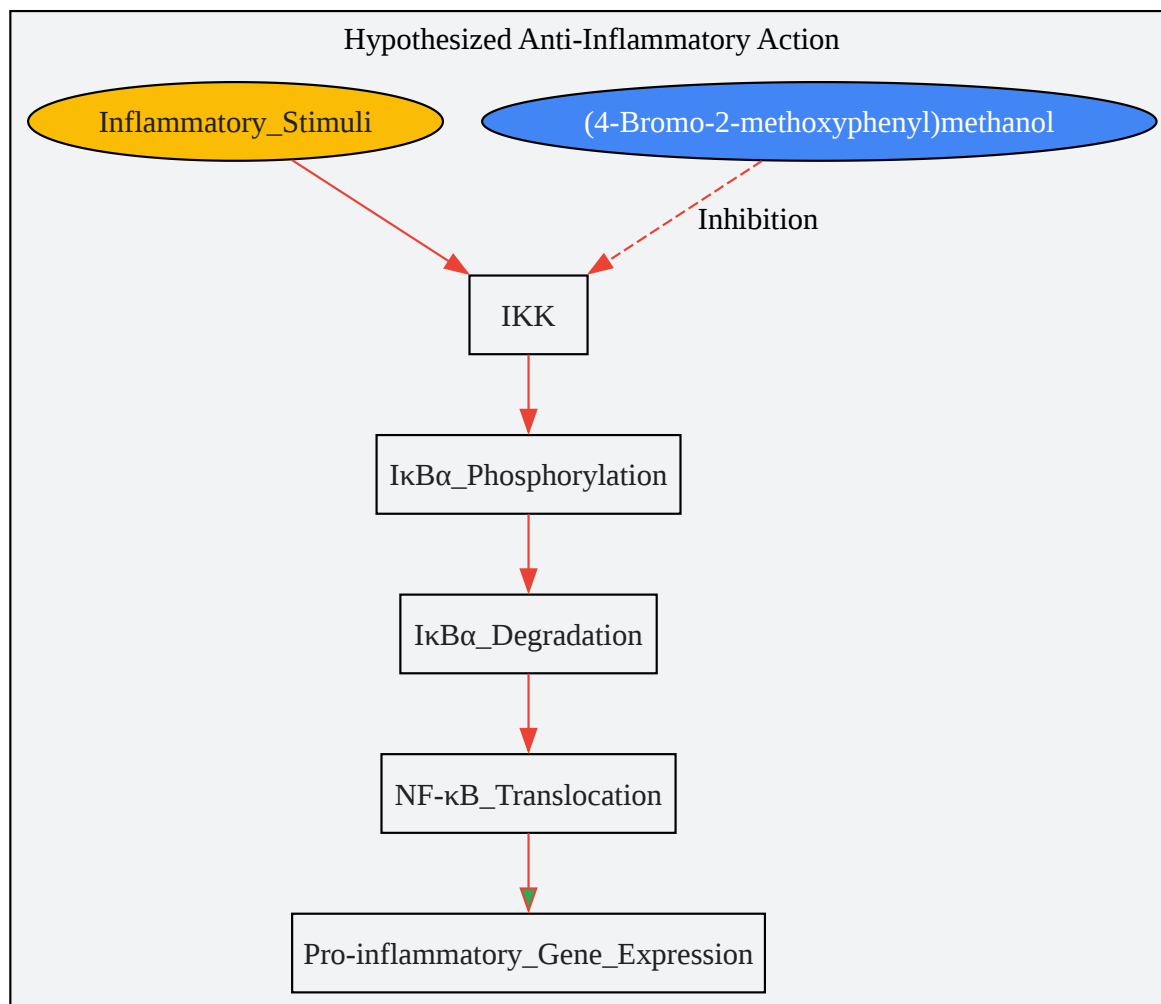 Hypothesized Anti-Inflammatory Action
Inflammatory_Stimuli
(4-Bromo-2-methoxyphenyl)methanol
Inhibition
IKK
IκBα_Phosphorylation
IκBα_Degradation
NF-κB_Translocation
Pro-inflammatory_Gene_Expression